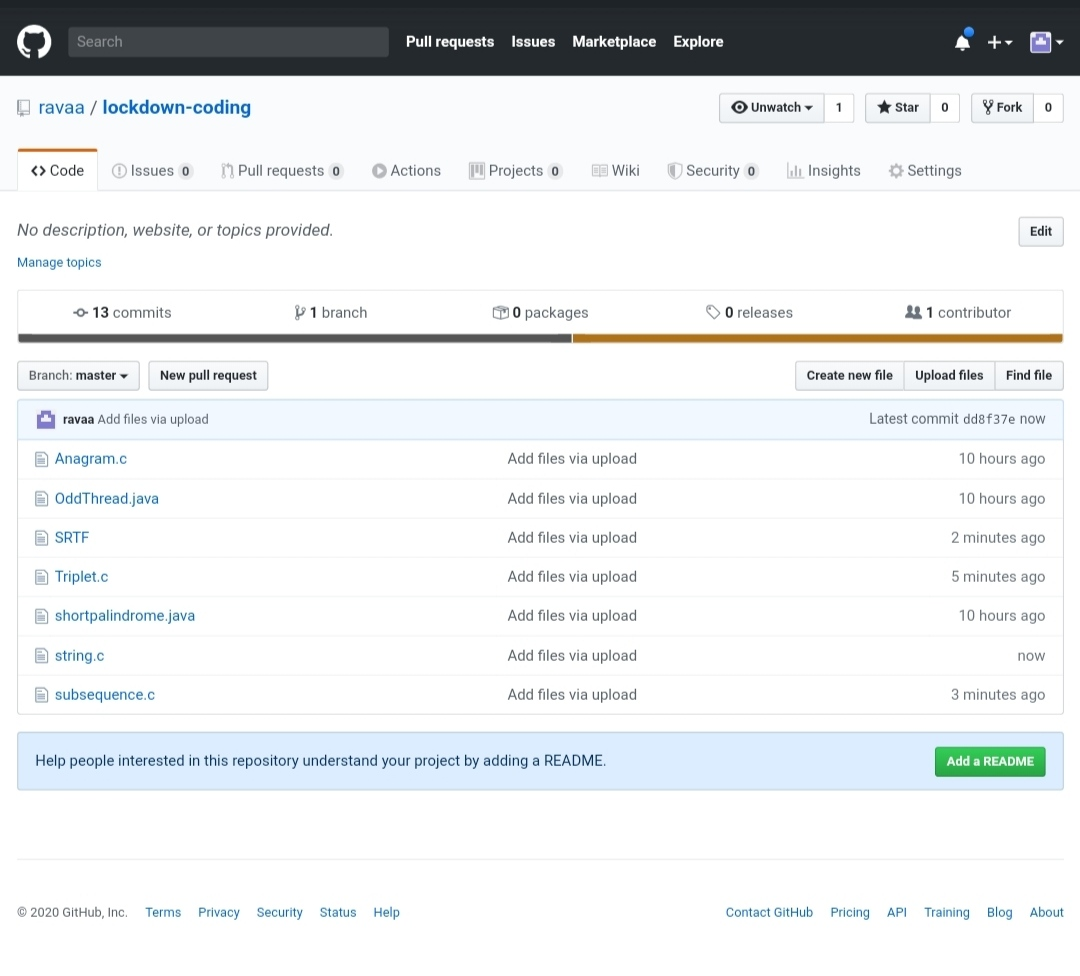 Search Pull requests Issues Marketplace Explore
ravaa / lockdown-coding Unwatch 1 Star 0 Fork 0
Code Issues 0 Pull requests 0 Actions Projects 0 Wiki Security 0 Insights Settings
No description, website, or topics provided. Edit
Manage topics
13 commits 1 branch 0 packages 0 releases 1 contributor
Branch: master New pull request Create new file Upload files Find file
ravaa Add files via upload Latest commit dd8f37e now
Anagram.c Add files via upload 10 hours ago
OddThread.java Add files via upload 10 hours ago
SRTF Add files via upload 2 minutes ago
Triplet.c Add files via upload 5 minutes ago
shortpalindrome.java Add files via upload 10 hours ago
string.c Add files via upload now
subsequence.c Add files via upload 3 minutes ago
Help people interested in this repository understand your project by adding a README. Add a README
© 2020 GitHub, Inc. Terms Privacy Security Status Help Contact GitHub Pricing API Training Blog About